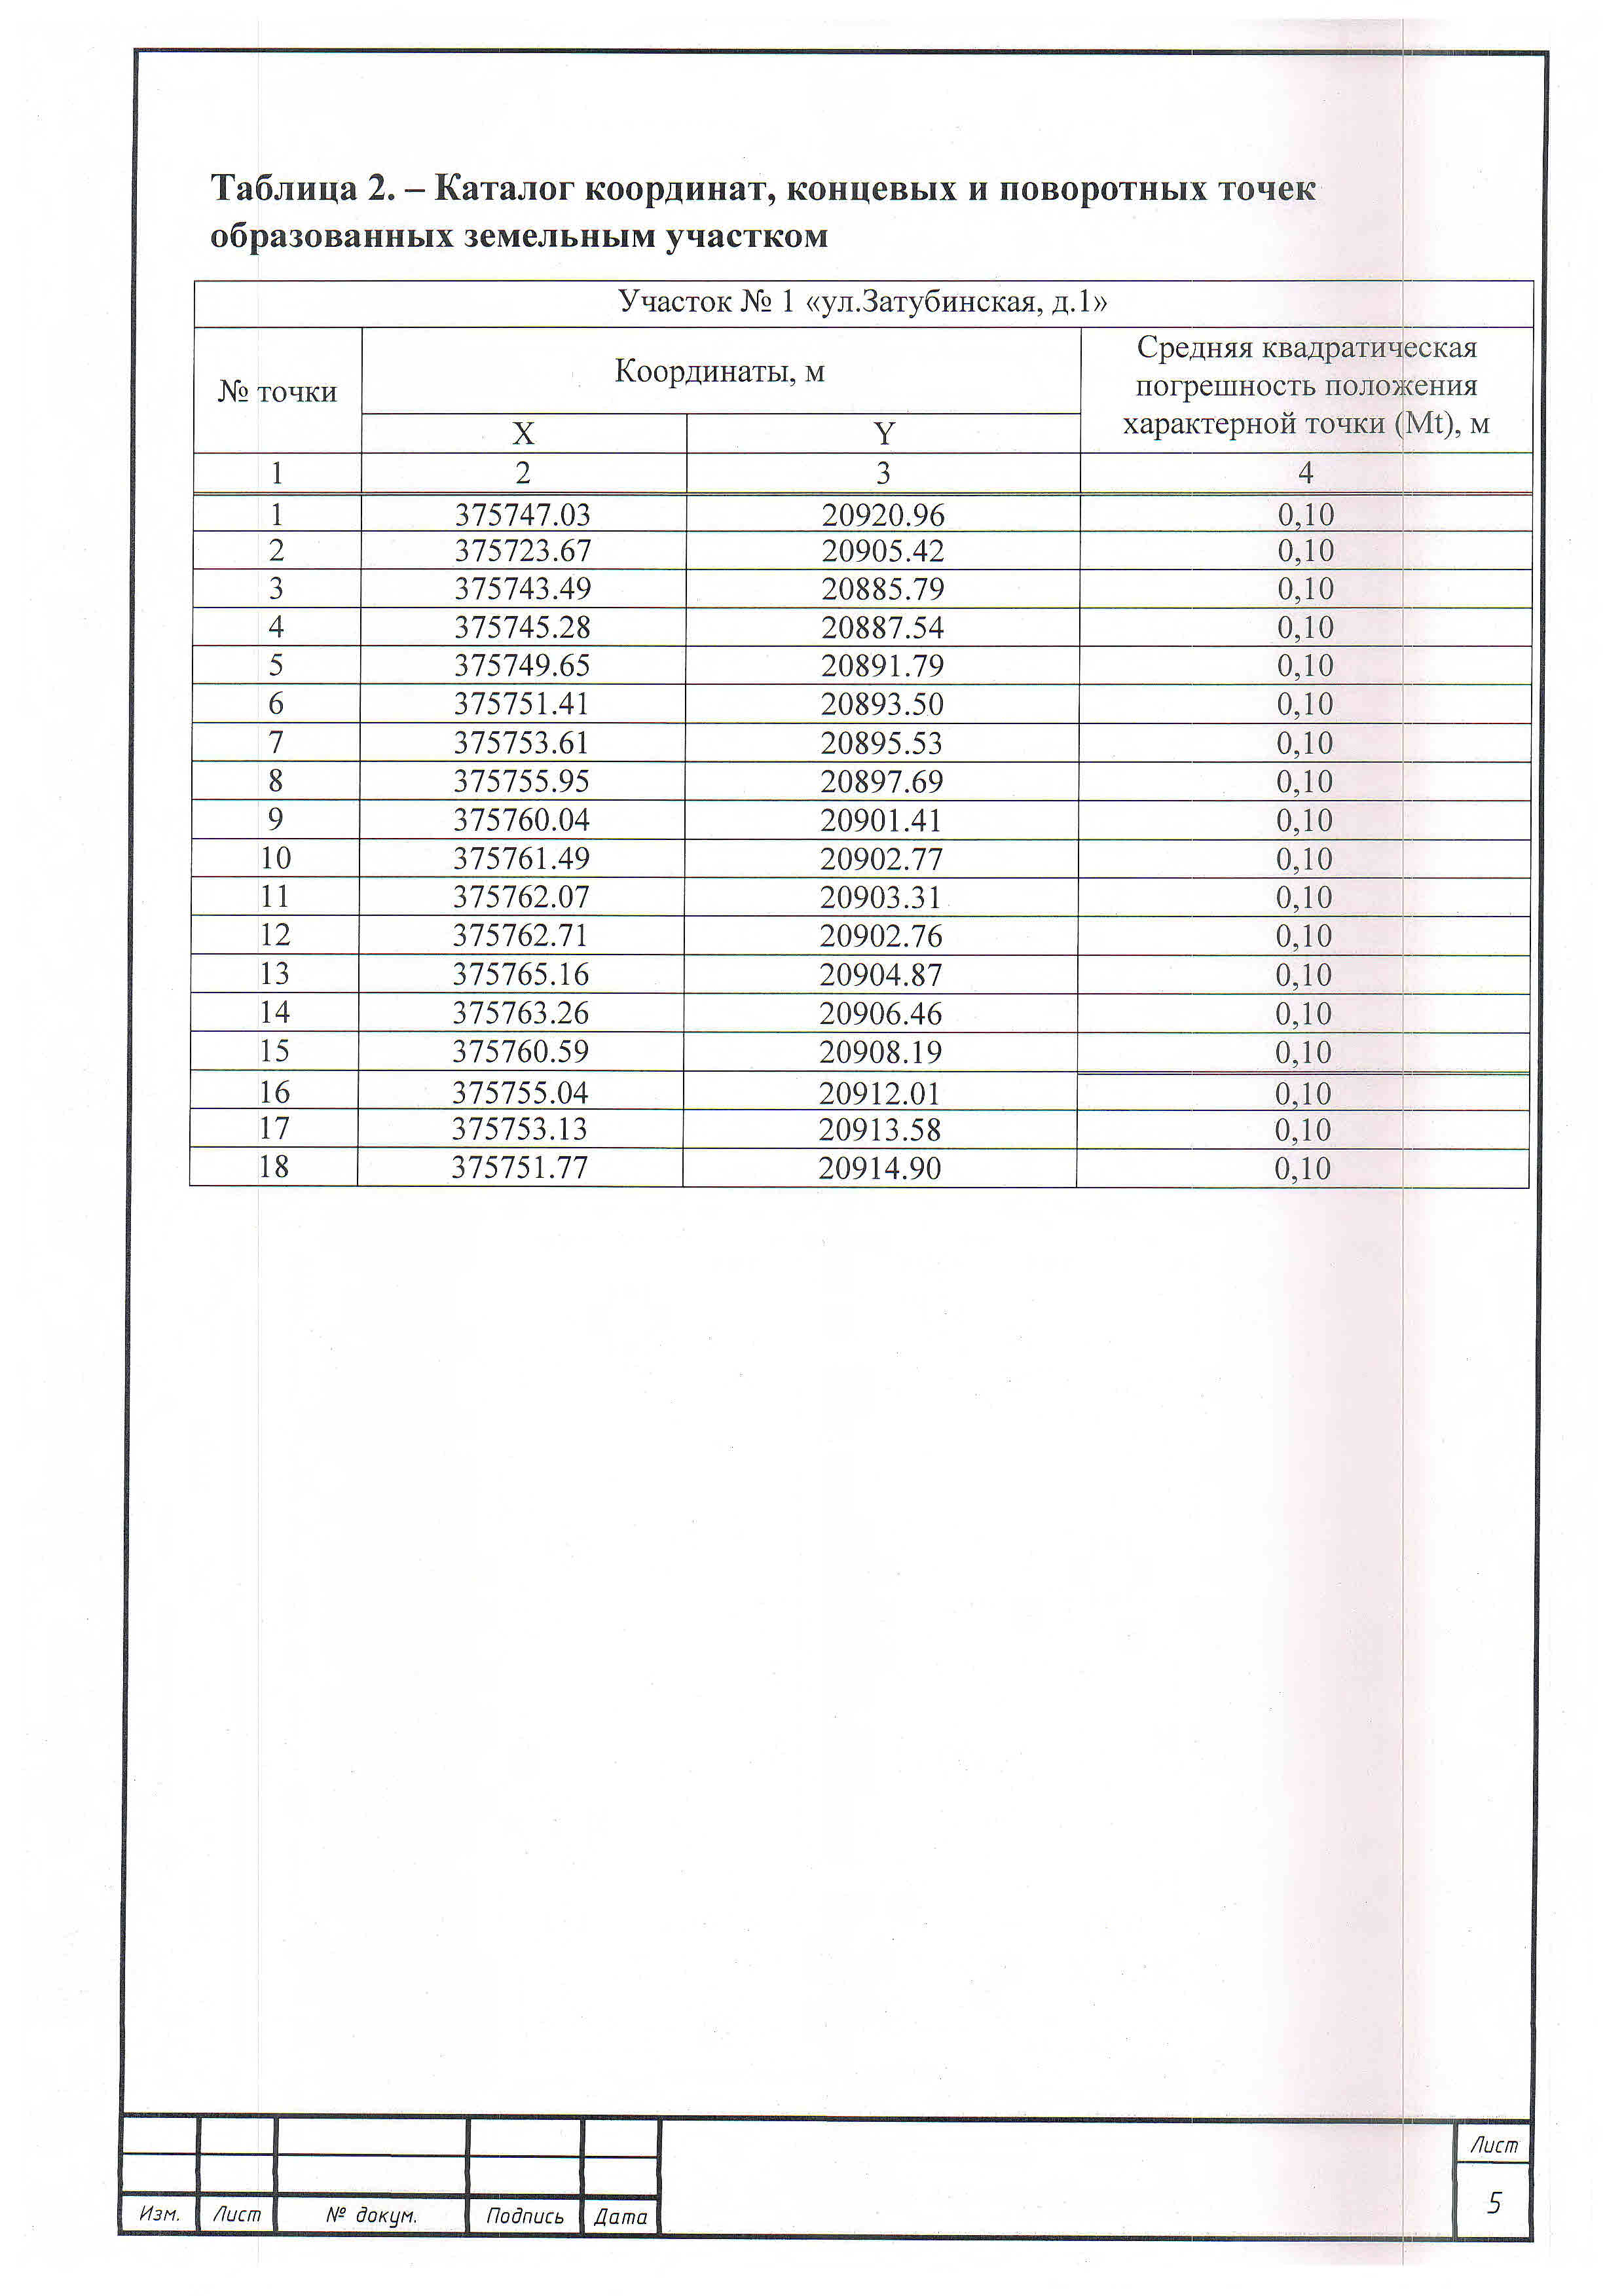 Таблица 2. – Каталог координат, концевых и поворотных точек
образованных земельным участком
Участок № 1 «ул.Затубинская, д.1»
№ точки
Координаты, м
Средняя квадратическая
погрешность положения
характерной точки (Mt), м
X Y
1 2 3 4
1 375747.03 20920.96 0,10
2 375723.67 20905.42 0,10
3 375743.49 20885.79 0,10
4 375745.28 20887.54 0,10
5 375749.65 20891.79 0,10
6 375751.41 20893.50 0,10
7 375753.61 20895.53 0,10
8 375755.95 20897.69 0,10
9 375760.04 20901.41 0,10
10 375761.49 20902.77 0,10
11 375762.07 20903.31 0,10
12 375762.71 20902.76 0,10
13 375765.16 20904.87 0,10
14 375763.26 20906.46 0,10
15 375760.59 20908.19 0,10
16 375755.04 20912.01 0,10
17 375753.13 20913.58 0,10
18 375751.77 20914.90 0,10
Лист
5
Изм. Лист № докум. Подпись Дата